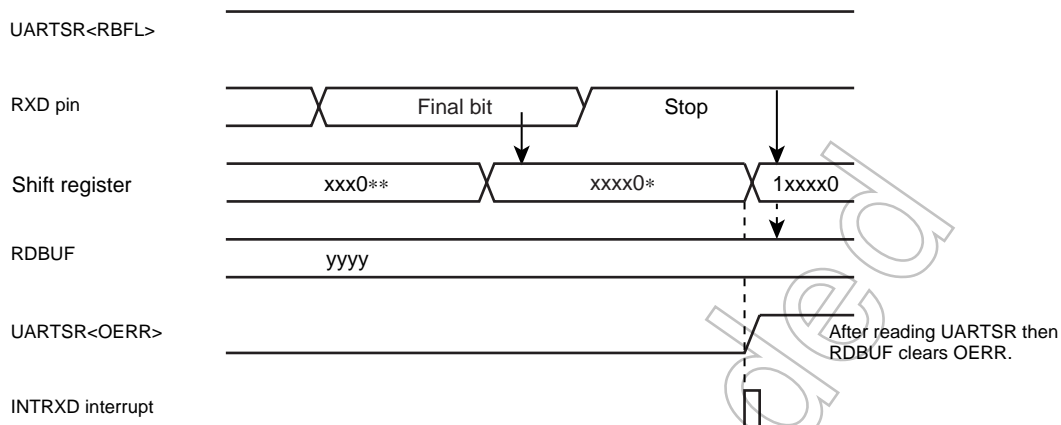 UARTSR<RBFL>
RXD pin
Final bit
Stop
Shift register
xxx0**
xxxx0*
1xxxx0
RDBUF
yyyy
UARTSR<OERR>
After reading UARTSR then
RDBUF clears OERR.
INTRXD interrupt